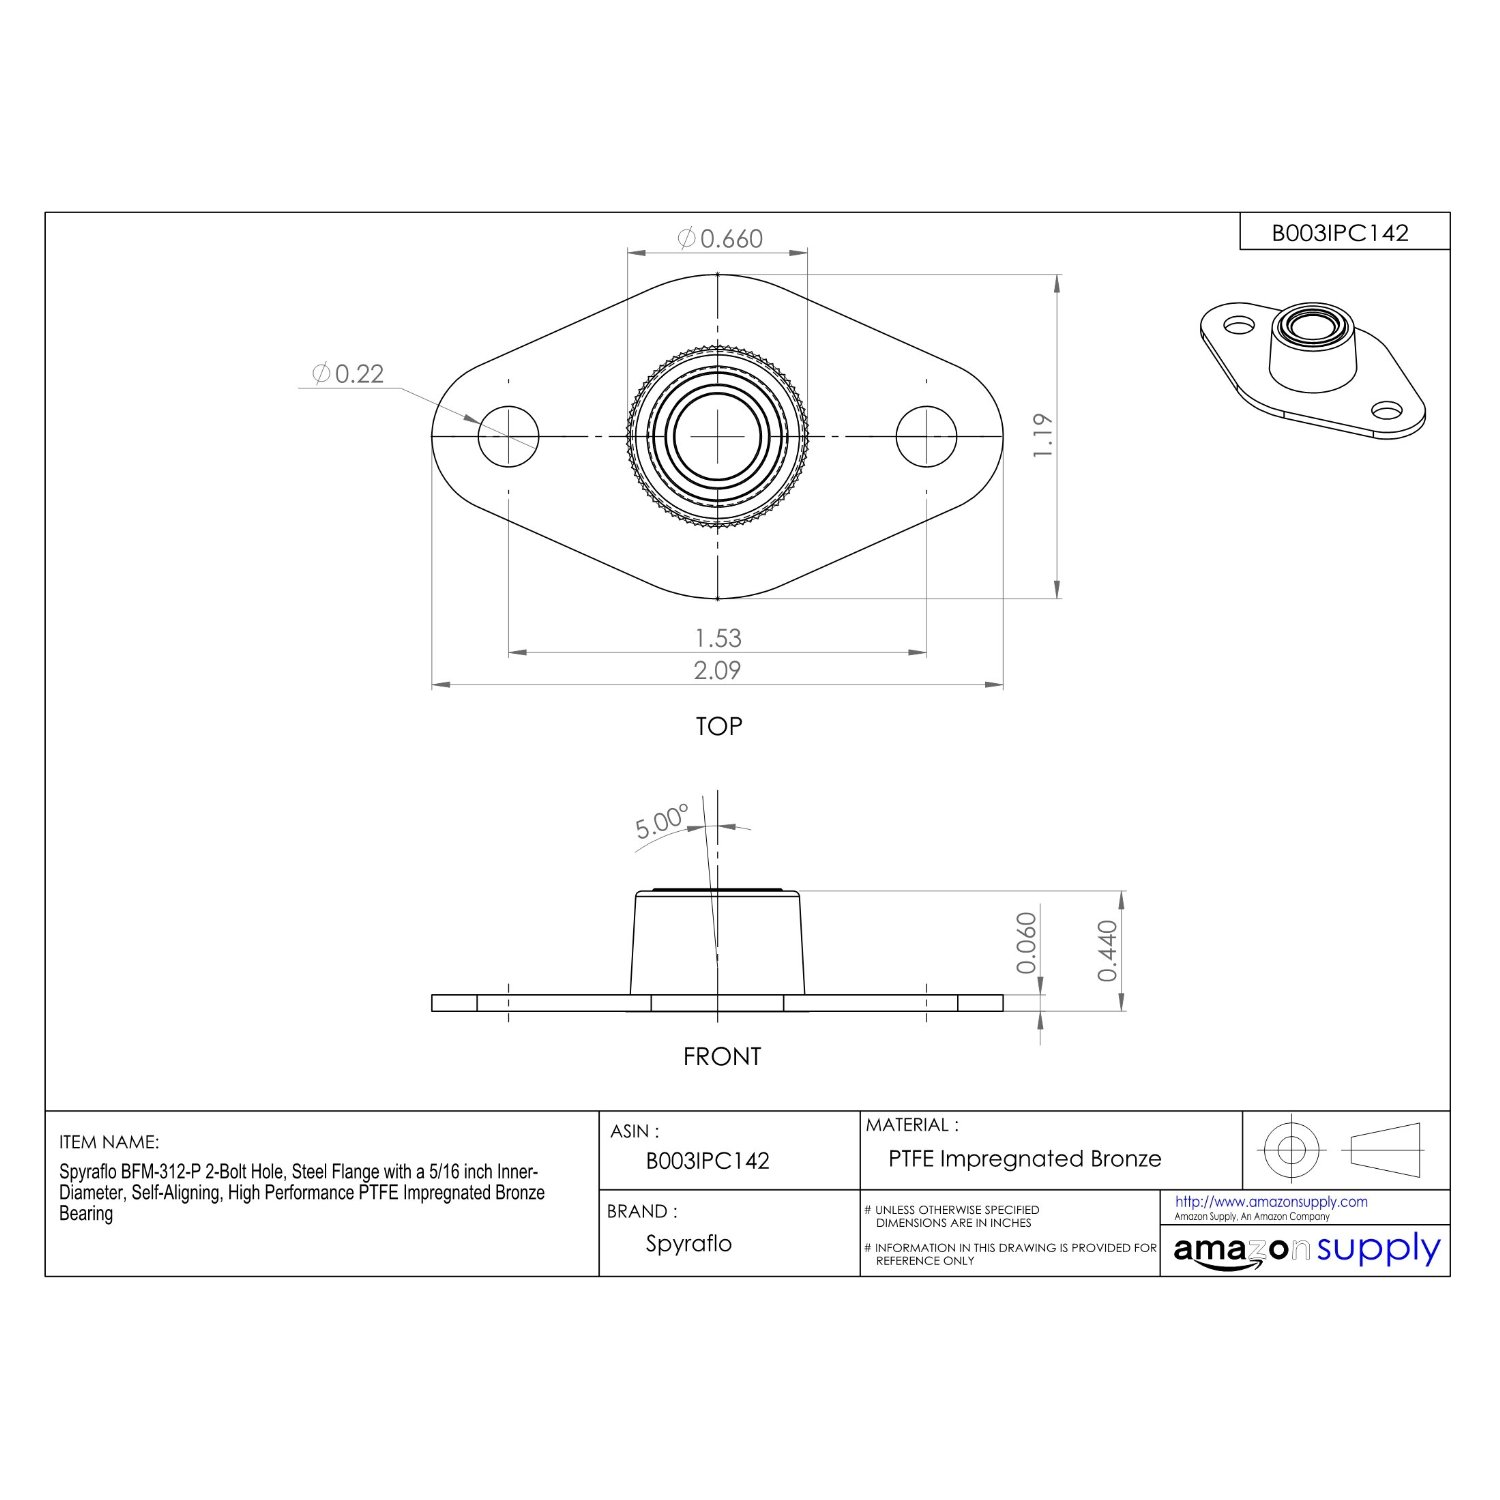 B003IPC142
Ø0.660
Ø0.22
1.19
1.53
2.09
TOP
5.00°
0.060
0.440
FRONT
ITEM NAME:
Spyraflo BFM-312-P 2-Bolt Hole, Steel Flange with a 5/16 inch Inner-
Diameter, Self-Aligning, High Performance PTFE Impregnated Bronze
Bearing
ASIN :
B003IPC142
BRAND :
Spyraflo
MATERIAL :
PTFE Impregnated Bronze
# UNLESS OTHERWISE SPECIFIED
DIMENSIONS ARE IN INCHES
# INFORMATION IN THIS DRAWING IS PROVIDED FOR
REFERENCE ONLY
http://www.amazonsupply.com
Amazon Supply, An Amazon Company
amazonsupply